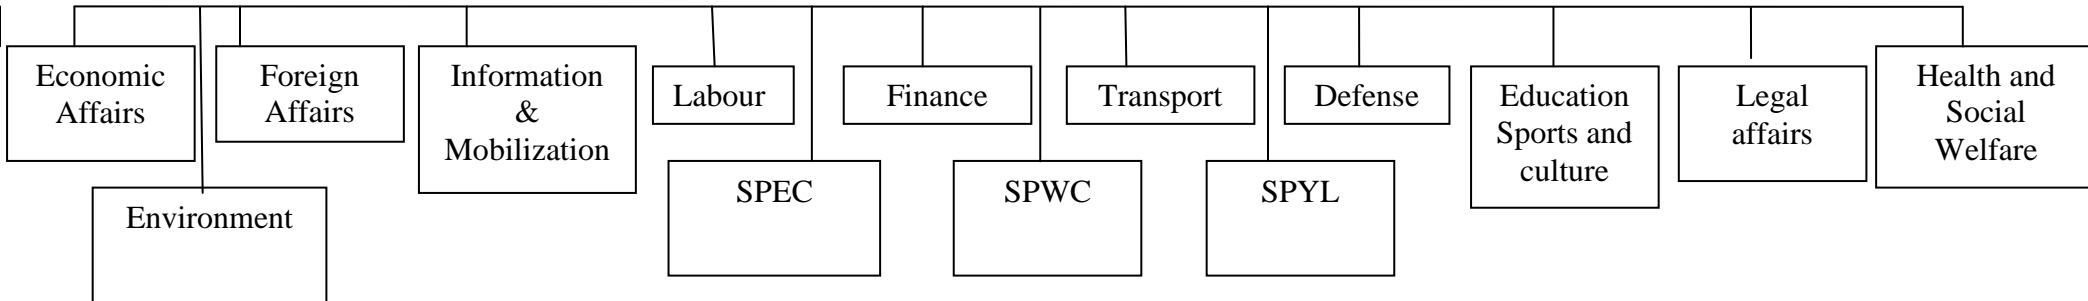 Economic
Affairs
Foreign
Affairs
Information
&
Mobilization
Labour
Finance
Transport
Defense
Education
Sports and
culture
Legal
affairs
Health and
Social
Welfare
Environment
SPEC
SPWC
SPYL